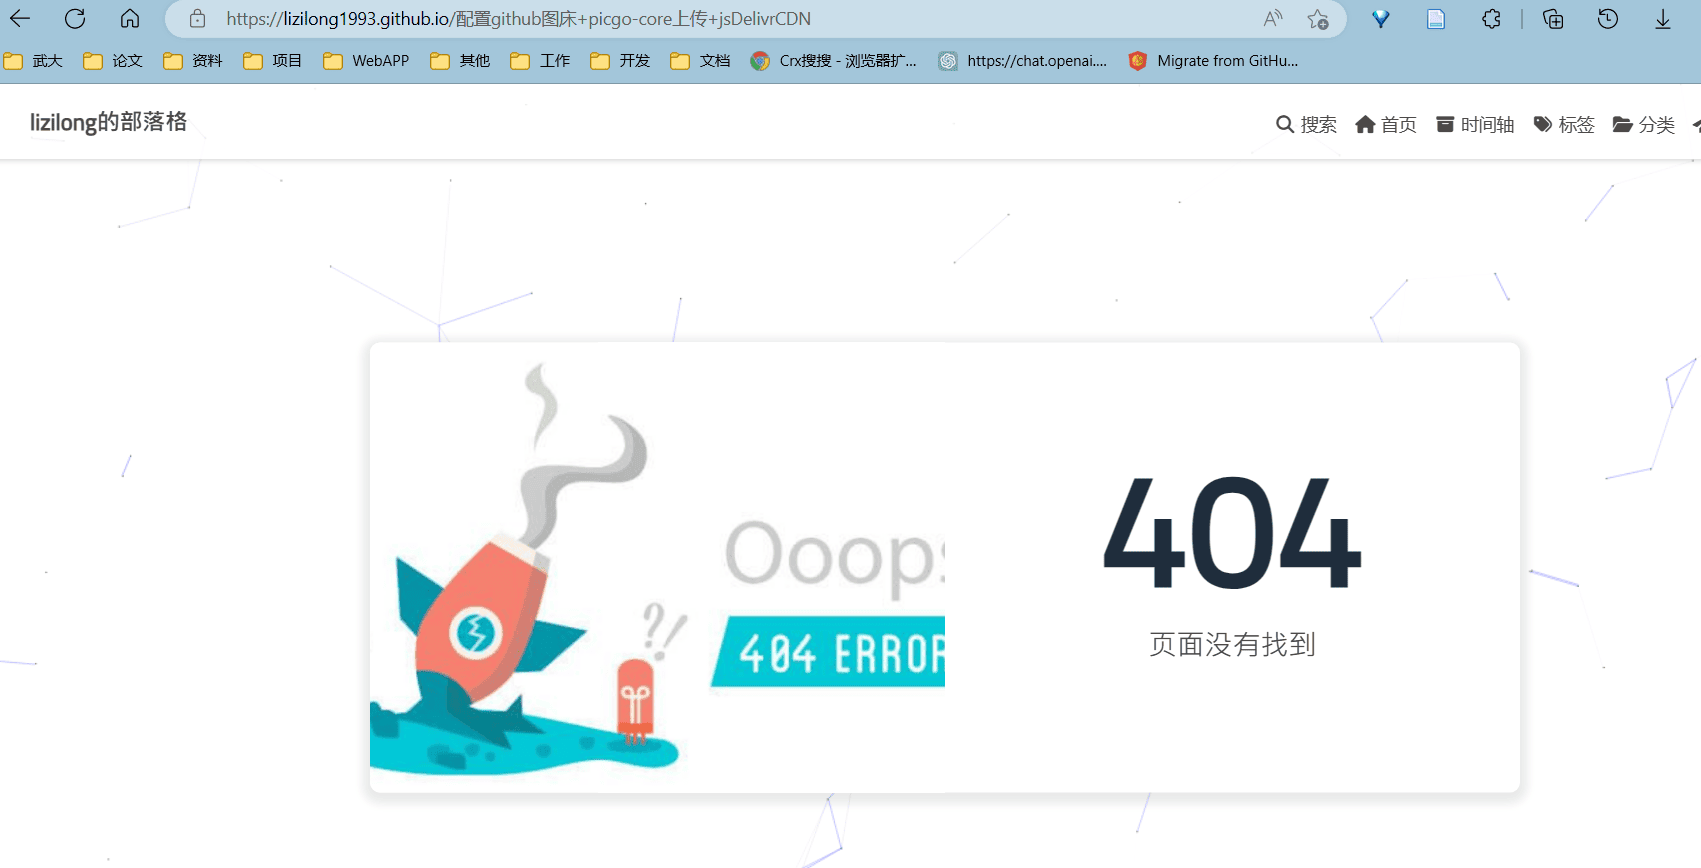 https://lizilong1993.github.io/配置github图床+picgo-core上传+jsDelivrCDN
武大 论文 资料 项目 WebAPP 其他 工作 开发 文档 Crx搜搜 - 浏览器扩... https://chat.openai.... Migrate from GitHu...
lizilong的部落格 搜索 首页 时间轴 标签 分类
Ooops
404 ERROR
404
页面没有找到